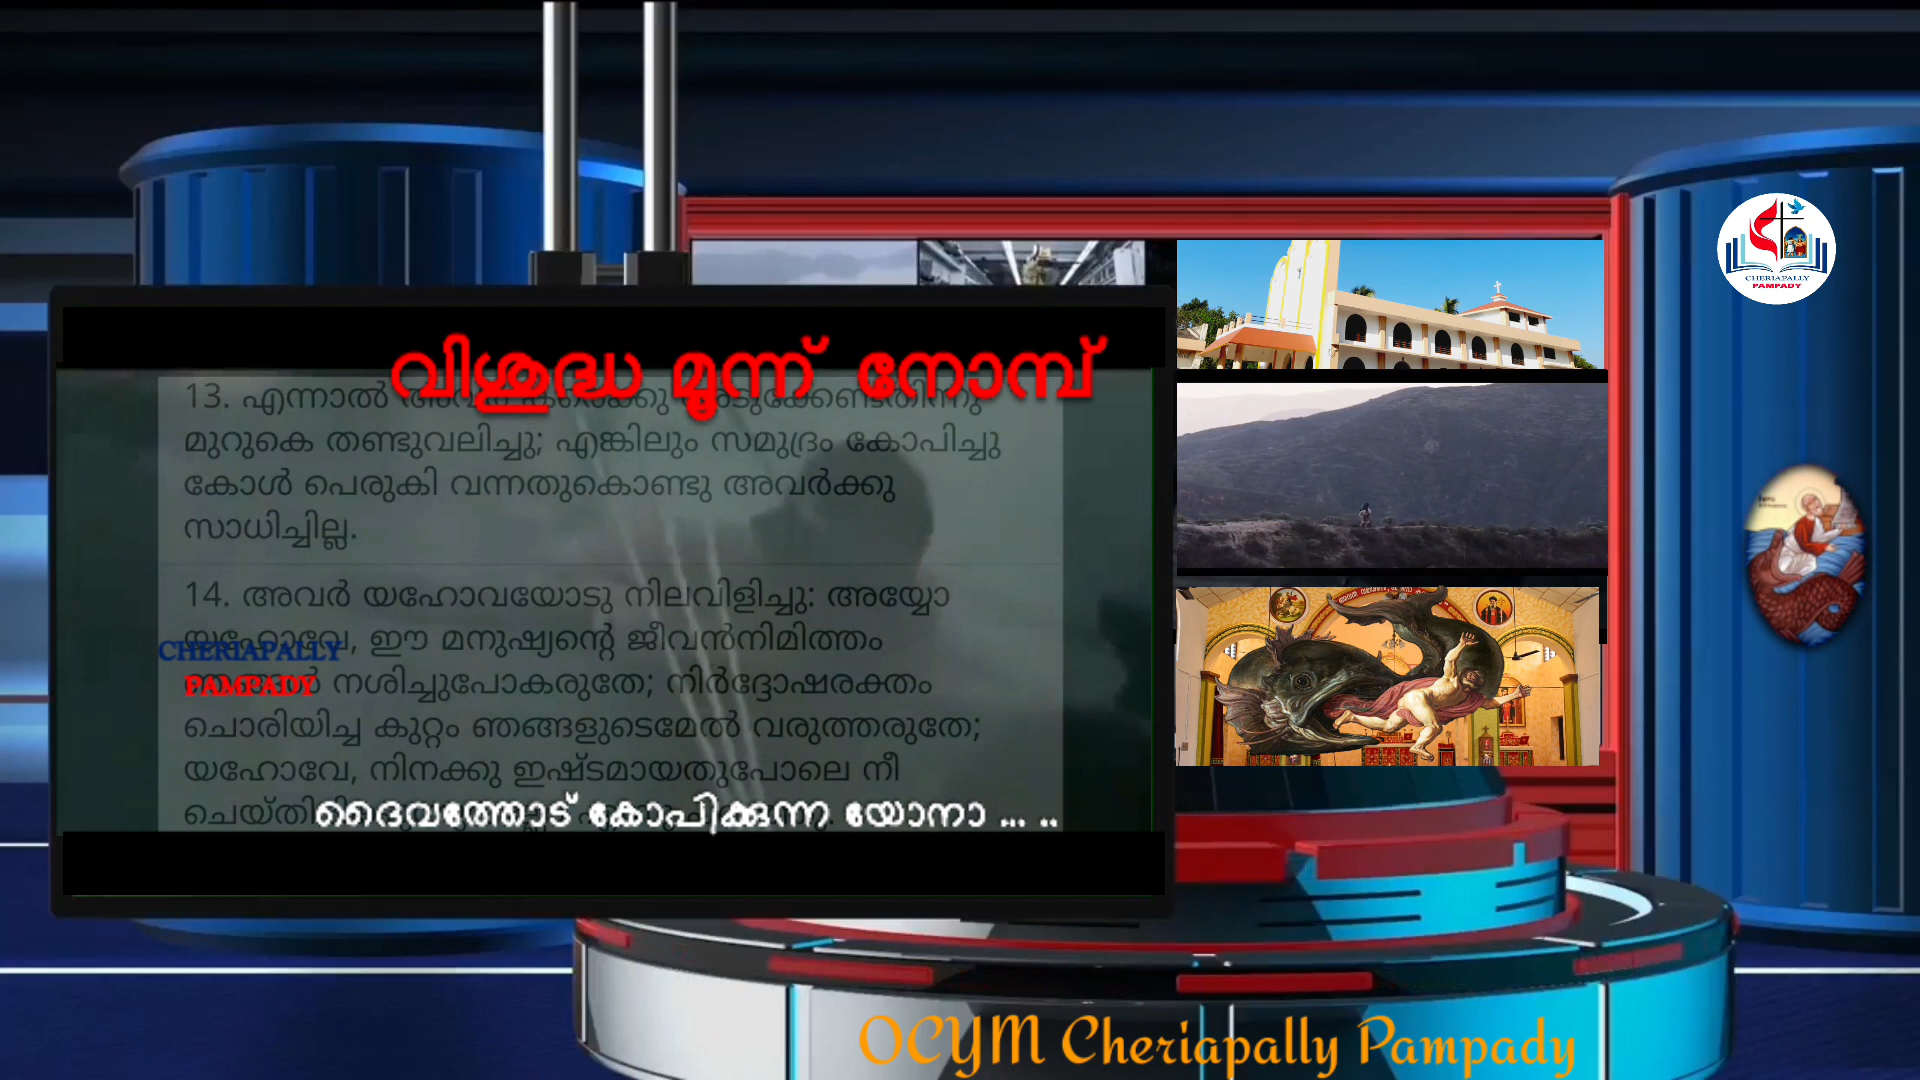 വിശുദ്ധ മൂന്ന് നോമ്പ്
13. എന്നാൽ
മുറുകെ തണ്ടുവലിച്ചു; എങ്കിലും സമുദ്രം കോപിച്ചു
കോൾ പെരുകി വന്നതുകൊണ്ടു അവർക്കു
സാധിച്ചില്ല.
14. അവർ യഹോവയോടു നിലവിളിച്ചു: അയ്യോ
യഹോവേ, ഈ മനുഷ്യന്റെ ജീവൻനിമിത്തം
നശിച്ചുപോകരുതേ; നിർദ്ദോഷരക്തം
ചൊരിയിച്ച കുറ്റം ഞങ്ങളുടെമേൽ വരുത്തരുതേ;
യഹോവേ, നിനക്കു ഇഷ്ടമായതുപോലെ നീ
CHERIAPALLY
PAMPADY
ദൈവത്തോട് കോപിക്കുന്ന യോനാ ... ..
CHERIAPALLY
PAMPADY
OCYM Cheriapally Pampady